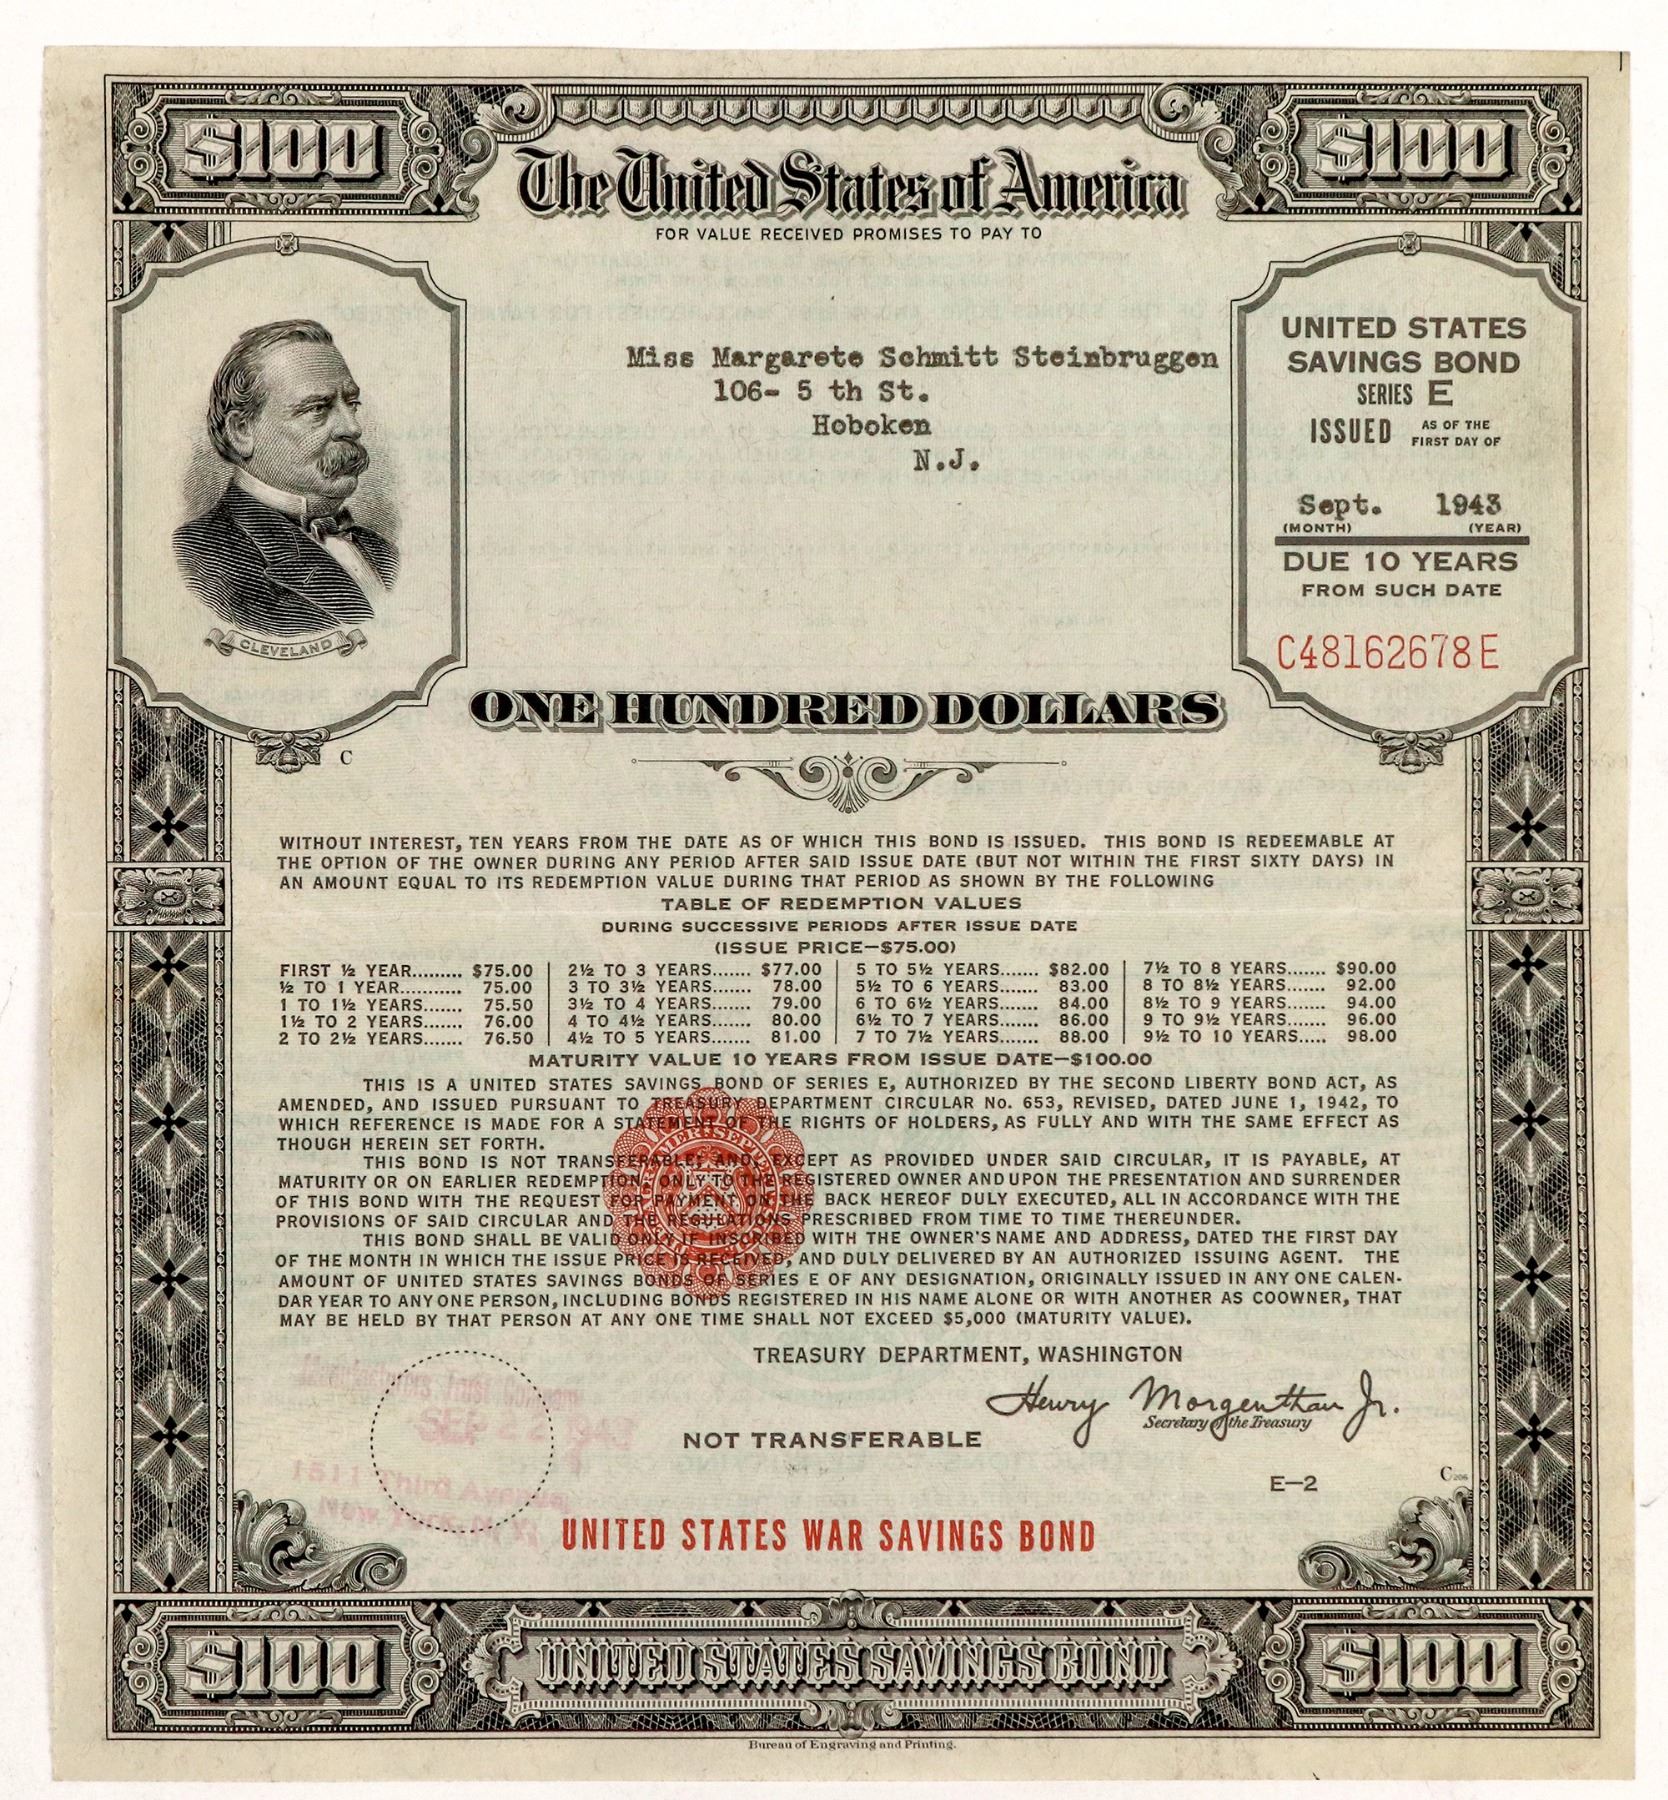 $100 $100
The United States of America
FOR VALUE RECEIVED PROMISES TO PAY TO
Miss Margarete Schmitt Steinbruggen
106- 5 th St.
Hoboken
N.J.
UNITED STATES
SAVINGS BOND
SERIES E
ISSUED AS OF THE
FIRST DAY OF
Sept. 1943
(MONTH) (YEAR)
DUE 10 YEARS
FROM SUCH DATE
C48162678E
CLEVELAND
ONE HUNDRED DOLLARS
C
WITHOUT INTEREST, TEN YEARS FROM THE DATE AS OF WHICH THIS BOND IS ISSUED. THIS BOND IS REDEEMABLE AT
THE OPTION OF THE OWNER DURING ANY PERIOD AFTER SAID ISSUE DATE (BUT NOT WITHIN THE FIRST SIXTY DAYS) IN
AN AMOUNT EQUAL TO ITS REDEMPTION VALUE DURING THAT PERIOD AS SHOWN BY THE FOLLOWING
TABLE OF REDEMPTION VALUES
DURING SUCCESSIVE PERIODS AFTER ISSUE DATE
(ISSUE PRICE—$75.00)
FIRST ½ YEAR........ $75.00 2½ TO 3 YEARS....... $77.00 5 TO 5½ YEARS....... $82.00 7½ TO 8 YEARS....... $90.00
½ TO 1 YEAR........... 75.00 3 TO 3½ YEARS....... 78.00 5½ TO 6 YEARS....... 83.00 8 TO 8½ YEARS....... 92.00
1 TO 1½ YEARS....... 75.50 3½ TO 4 YEARS....... 79.00 6 TO 6½ YEARS....... 84.00 8½ TO 9 YEARS....... 94.00
1½ TO 2 YEARS....... 76.00 4 TO 4½ YEARS....... 80.00 6½ TO 7 YEARS....... 86.00 9 TO 9½ YEARS....... 96.00
2 TO 2½ YEARS....... 76.50 4½ TO 5 YEARS....... 81.00 7 TO 7½ YEARS....... 88.00 9½ TO 10 YEARS..... 98.00
MATURITY VALUE 10 YEARS FROM ISSUE DATE—$100.00
THIS IS A UNITED STATES SAVINGS BOND OF SERIES E, AUTHORIZED BY THE SECOND LIBERTY BOND ACT, AS
AMENDED, AND ISSUED PURSUANT TO TREASURY DEPARTMENT CIRCULAR No. 653, REVISED, DATED JUNE 1, 1942, TO
WHICH REFERENCE IS MADE FOR A STATEMENT OF THE RIGHTS OF HOLDERS, AS FULLY AND WITH THE SAME EFFECT AS
THOUGH HEREIN SET FORTH.
THIS BOND IS NOT TRANSFERABLE; AND, EXCEPT AS PROVIDED UNDER SAID CIRCULAR, IT IS PAYABLE, AT
MATURITY OR ON EARLIER REDEMPTION, ONLY TO THE REGISTERED OWNER AND UPON THE PRESENTATION AND SURRENDER
OF THIS BOND WITH THE REQUEST FOR PAYMENT ON THE BACK HEREOF DULY EXECUTED, ALL IN ACCORDANCE WITH THE
PROVISIONS OF SAID CIRCULAR AND THE REGULATIONS PRESCRIBED FROM TIME TO TIME THEREUNDER.
THIS BOND SHALL BE VALID ONLY IF INSCRIBED WITH THE OWNER'S NAME AND ADDRESS, DATED THE FIRST DAY
OF THE MONTH IN WHICH THE ISSUE PRICE IS RECEIVED, AND DULY DELIVERED BY AN AUTHORIZED ISSUING AGENT. THE
AMOUNT OF UNITED STATES SAVINGS BONDS OF SERIES E OF ANY DESIGNATION, ORIGINALLY ISSUED IN ANY ONE CALEN-
DAR YEAR TO ANY ONE PERSON, INCLUDING BONDS REGISTERED IN HIS NAME ALONE OR WITH ANOTHER AS COOWNER, THAT
MAY BE HELD BY THAT PERSON AT ANY ONE TIME SHALL NOT EXCEED $5,000 (MATURITY VALUE).
TREASURY DEPARTMENT, WASHINGTON
Henry Morgenthau Jr.
Secretary of the Treasury
Manufacturers Trust Company
SEP 22 1943
1511 Third Avenue
New York, N.Y.
NOT TRANSFERABLE
E—2
C206
UNITED STATES WAR SAVINGS BOND
$100 UNITED STATES SAVINGS BOND $100
Bureau of Engraving and Printing.